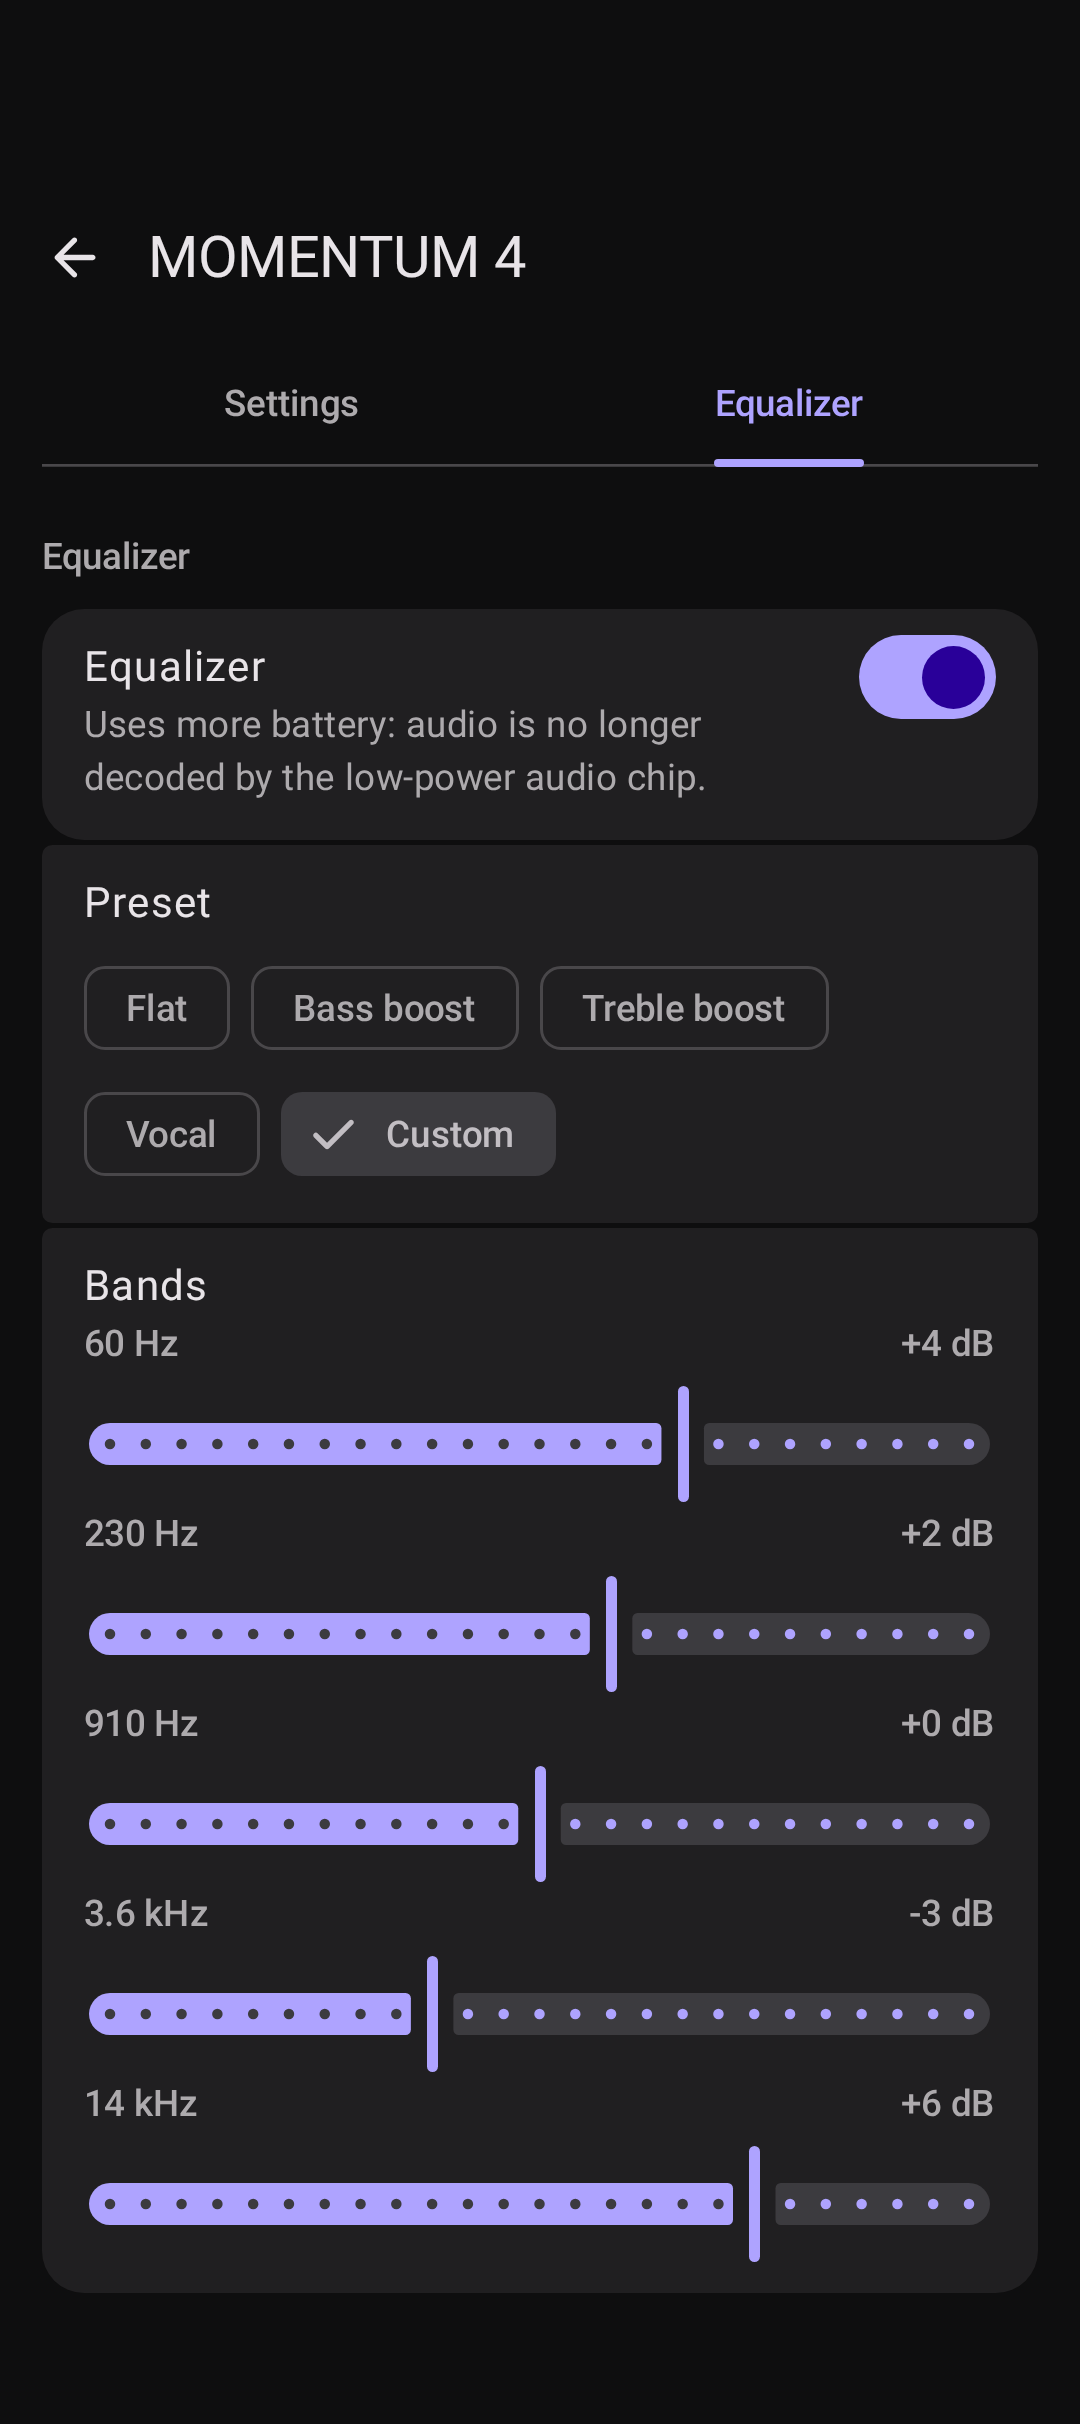 MOMENTUM 4
Settings
Equalizer
Equalizer
Equalizer
Uses more battery: audio is no longer
decoded by the low-power audio chip.
Preset
Flat
Bass boost
Treble boost
Vocal
Custom
Bands
60 Hz
+4 dB
230 Hz
+2 dB
910 Hz
+0 dB
3.6 kHz
-3 dB
14 kHz
+6 dB